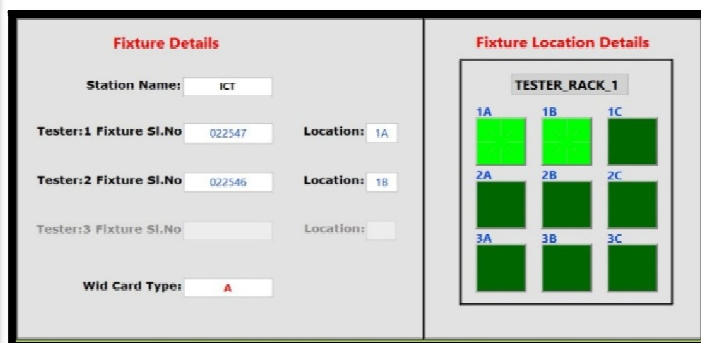 Fixture Details
Station Name: ICT
Tester:1 Fixture Sl.No 022547 Location: 1A
Tester:2 Fixture Sl.No 022546 Location: 1B
Tester:3 Fixture Sl.No Location:
Wid Card Type: A
Fixture Location Details
TESTER_RACK_1
1A 1B 1C
2A 2B 2C
3A 3B 3C